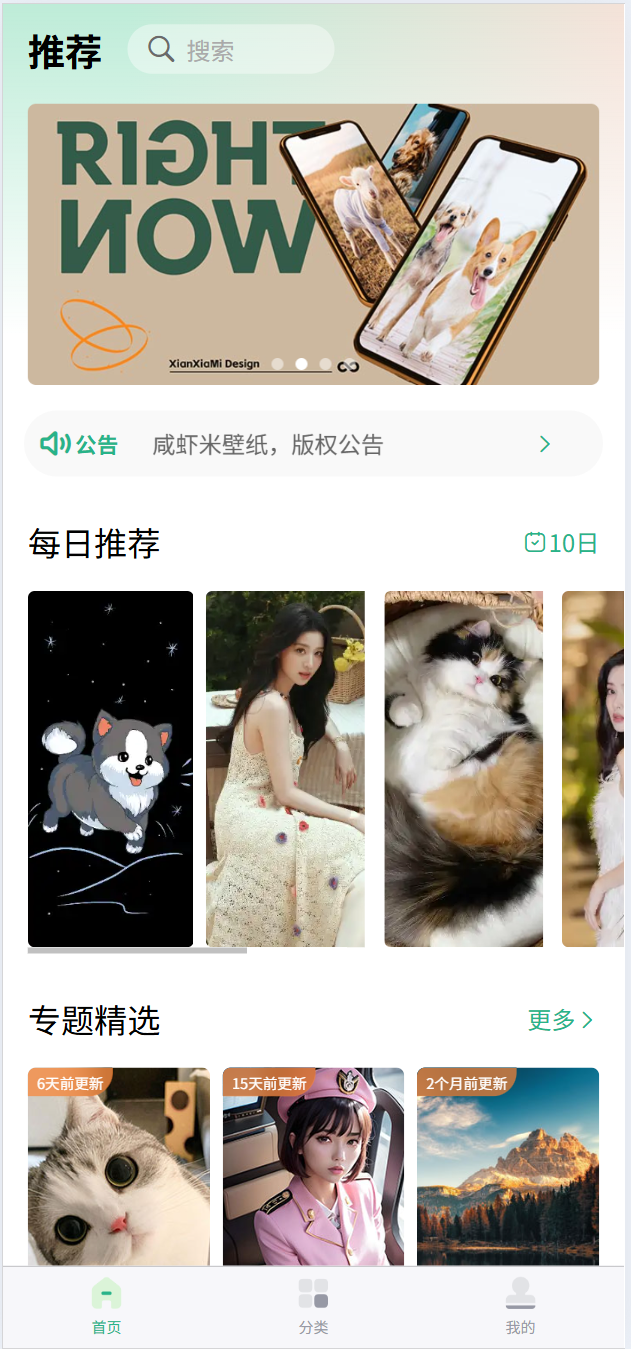 推荐
搜索
RIGHT
NOW
XianXiaMi Design
公告 咸虾米壁纸，版权公告
每日推荐
10日
专题精选
更多
6天前更新
15天前更新
2个月前更新
首页
分类
我的